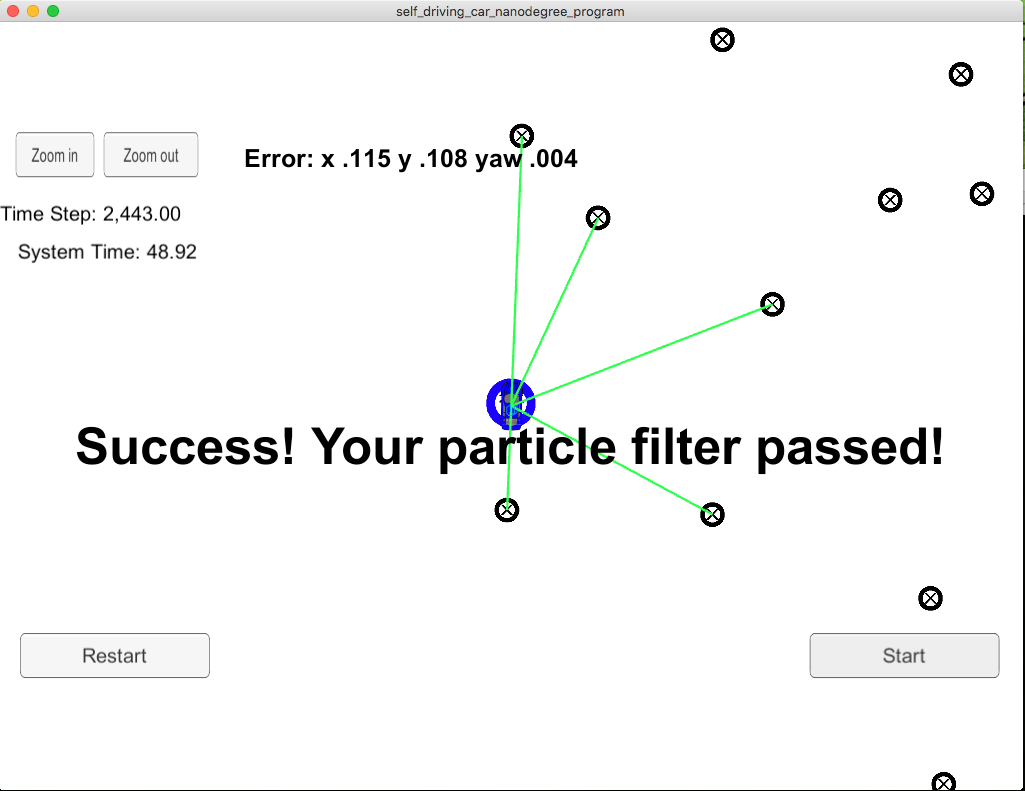 self_driving_car_nanodegree_program
Zoom in
Zoom out
Error: x .115 y .108 yaw .004
Time Step: 2,443.00
System Time: 48.92
Success! Your particle filter passed!
Restart
Start